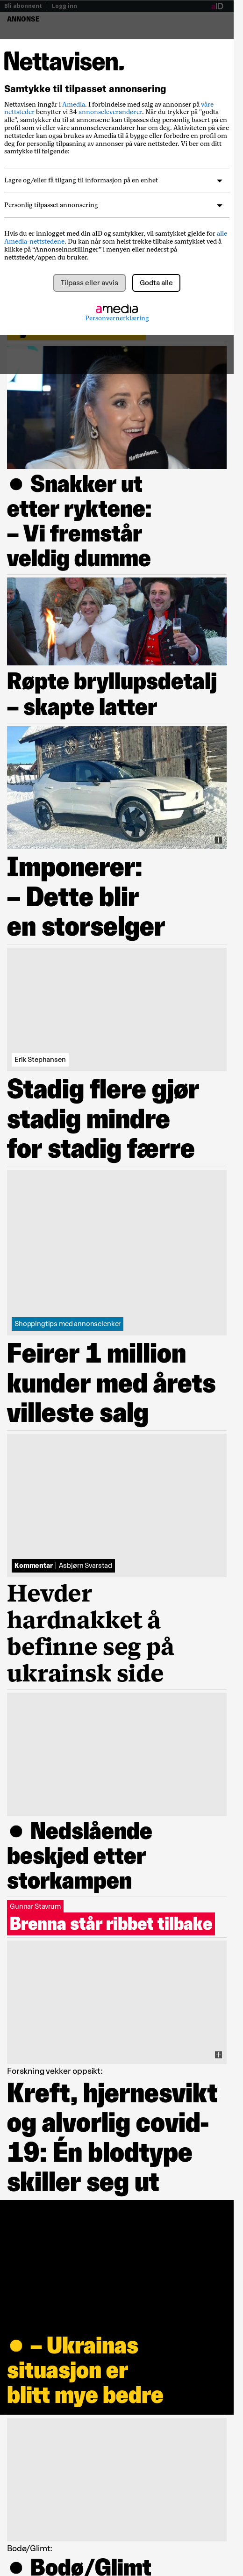 Bli abonnent | Logg inn
ANNONSE
Nettavisen.
Samtykke til tilpasset annonsering
Nettavisen inngår i Amedia. I forbindelse med salg av annonser på våre
nettsteder benytter vi 34 annonseleverandører. Når du trykker på "godta
alle", samtykker du til at annonsene kan tilpasses deg personlig basert på en
profil som vi eller våre annonseleverandører har om deg. Aktiviteten på våre
nettsteder kan også brukes av Amedia til å bygge eller forbedre en profil om
deg for personlig tilpasning av annonser på våre nettsteder. Vi ber om ditt
samtykke til følgende:
Lagre og/eller få tilgang til informasjon på en enhet
Personlig tilpasset annonsering
Hvis du er innlogget med din aID og samtykker, vil samtykket gjelde for alle
Amedia-nettstedene. Du kan når som helst trekke tilbake samtykket ved å
klikke på “Annonseinnstillinger” i menyen eller nederst på
nettstedet/appen du bruker.
Tilpass eller avvis
Godta alle
amedia
Personvernerklæring
Nettavisen.
● Snakker ut
etter ryktene:
– Vi fremstår
veldig dumme
Røpte bryllupsdetalj
– skapte latter
Imponerer:
– Dette blir
en storselger
Erik Stephansen
Stadig flere gjør
stadig mindre
for stadig færre
Shoppingtips med annonselenker
Feirer 1 million
kunder med årets
villeste salg
Kommentar | Asbjørn Svarstad
Hevder
hardnakket å
befinne seg på
ukrainsk side
● Nedslående
beskjed etter
storkampen
Gunnar Stavrum
Brenna står ribbet tilbake
Forskning vekker oppsikt:
Kreft, hjernesvikt
og alvorlig covid-
19: Én blodtype
skiller seg ut
● – Ukrainas
situasjon er
blitt mye bedre
Bodø/Glimt:
● Bodø/Glimt